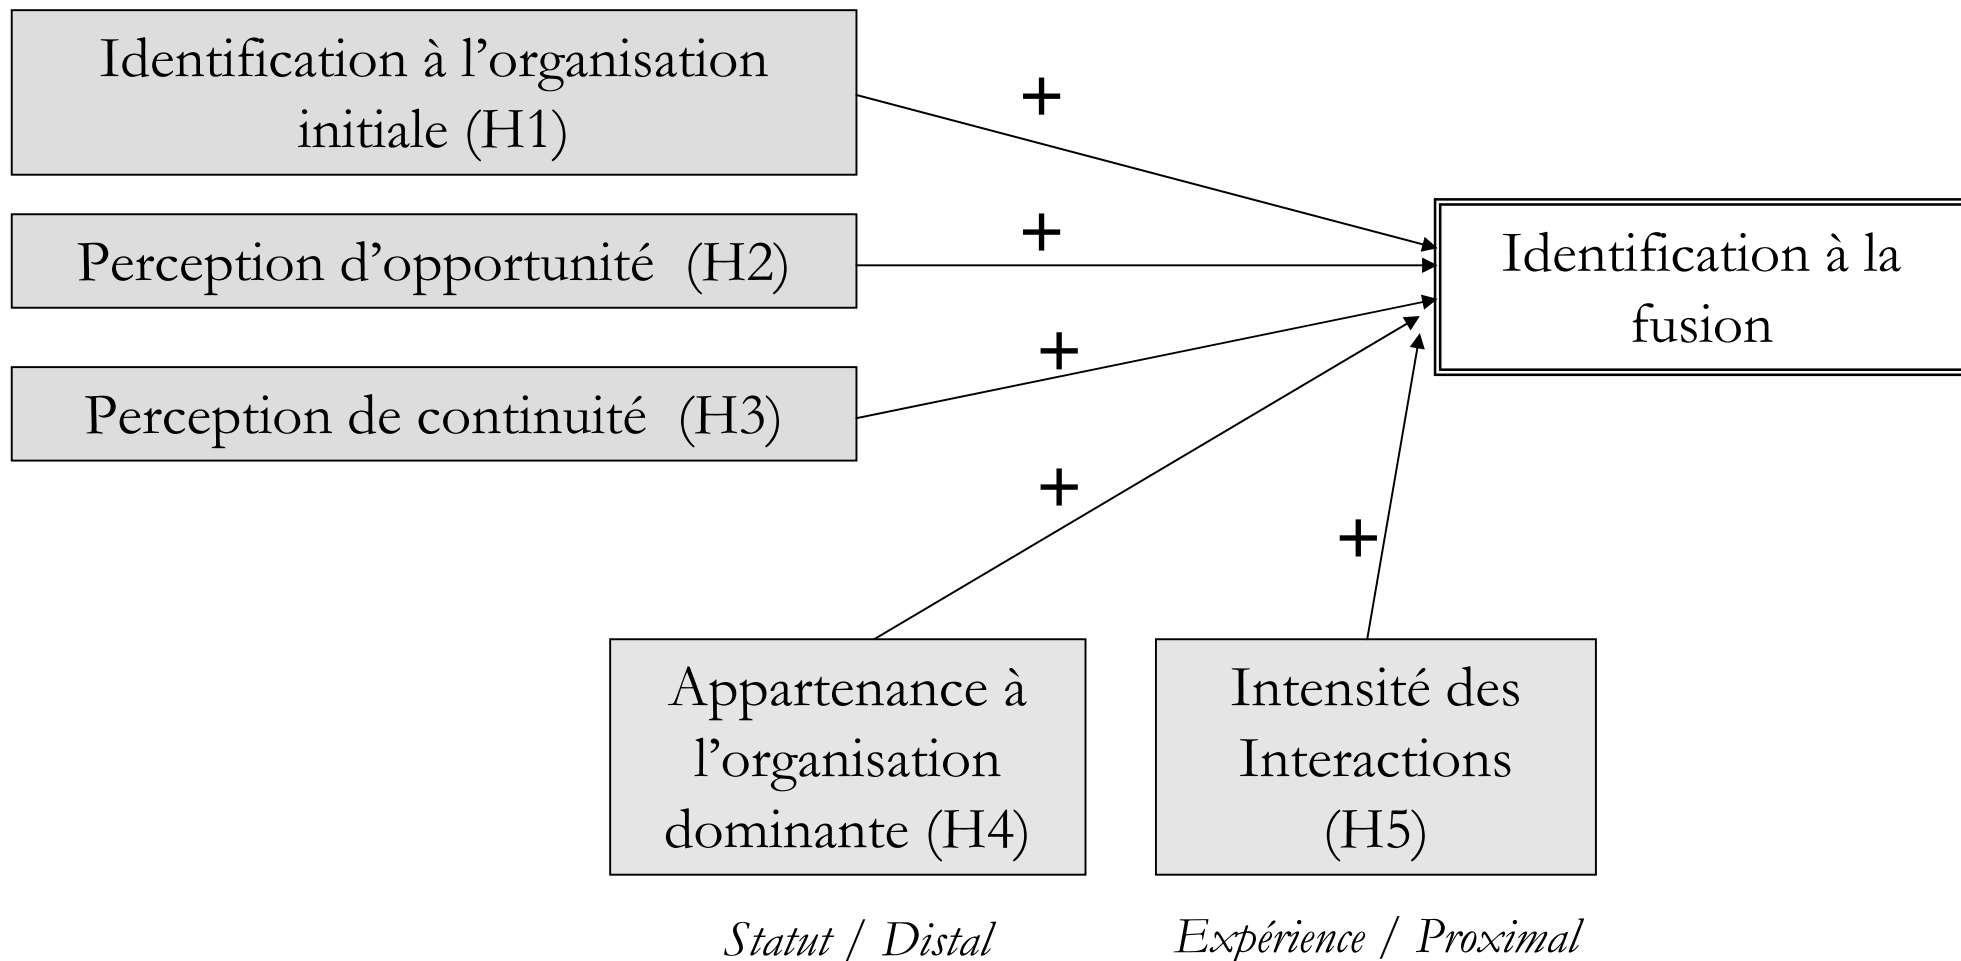 Identification à l’organisation
initiale (H1)
+
Perception d’opportunité (H2)
+
Identification à la
fusion
Perception de continuité (H3)
+
+
+
Appartenance à
l’organisation
dominante (H4)
Intensité des
Interactions
(H5)
Statut / Distal
Expérience / Proximal